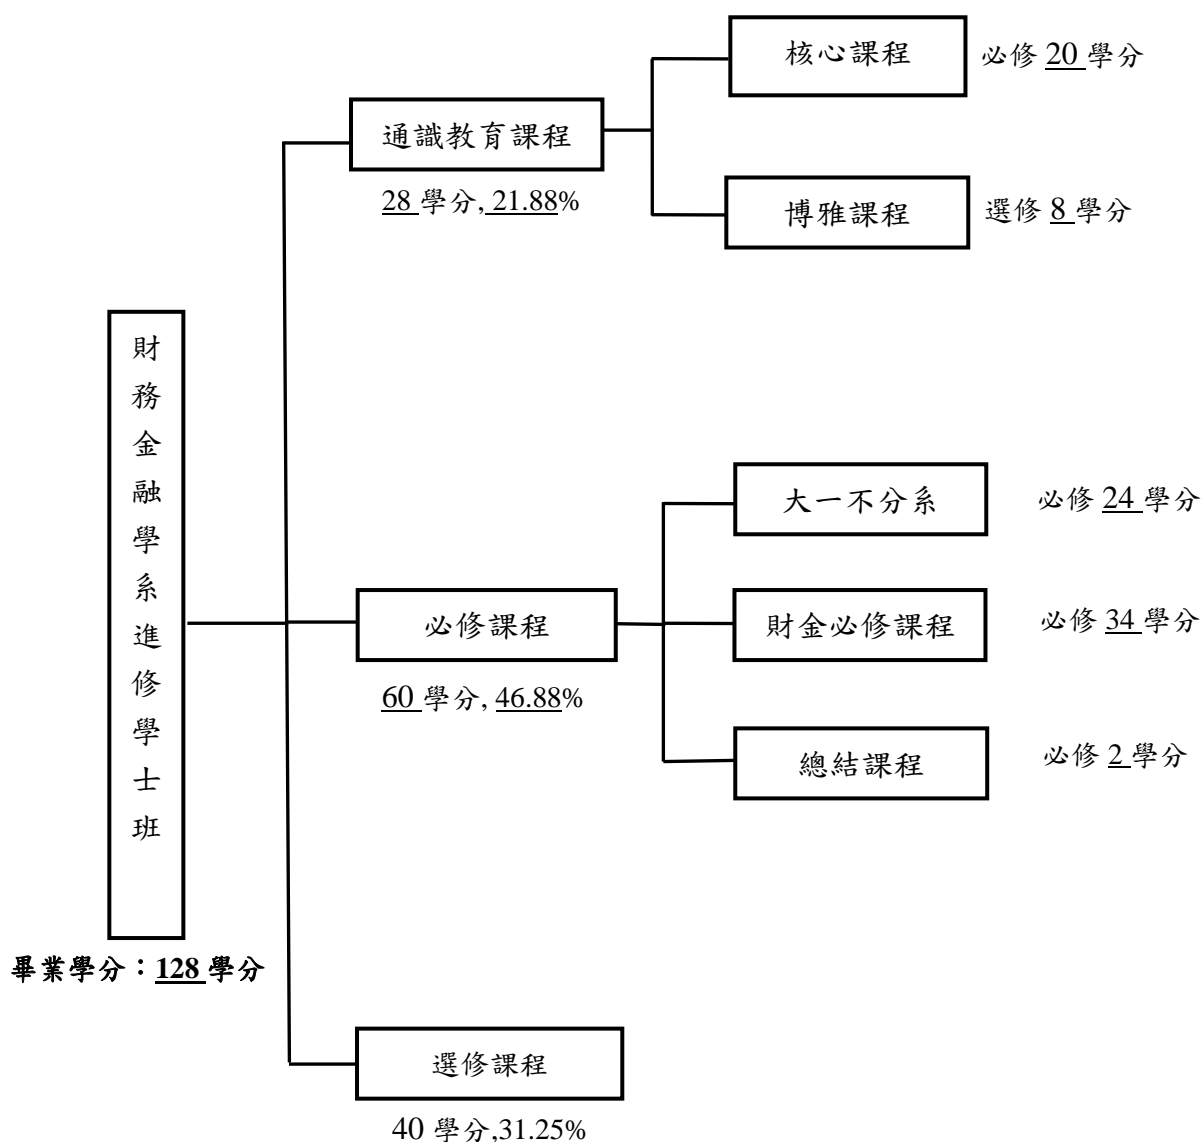 財務金融學系進修學士班
畢業學分：128 學分
通識教育課程
28 學分, 21.88%
核心課程
必修 20 學分
博雅課程
選修 8 學分
必修課程
60 學分, 46.88%
大一不分系
必修 24 學分
財金必修課程
必修 34 學分
總結課程
必修 2 學分
選修課程
40 學分,31.25%